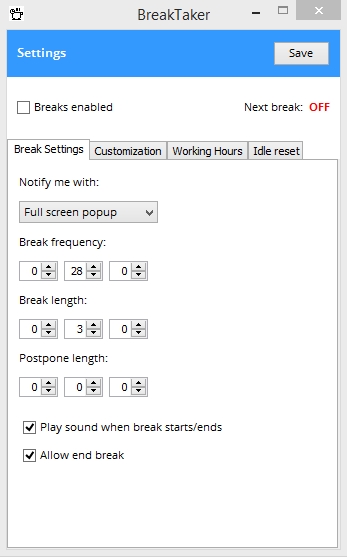 BreakTaker
Settings
Save
Breaks enabled
Next break: OFF
Break Settings
Customization
Working Hours
Idle reset
Notify me with:
Full screen popup
Break frequency:
0 28 0
Break length:
0 3 0
Postpone length:
0 0 0
Play sound when break starts/ends
Allow end break